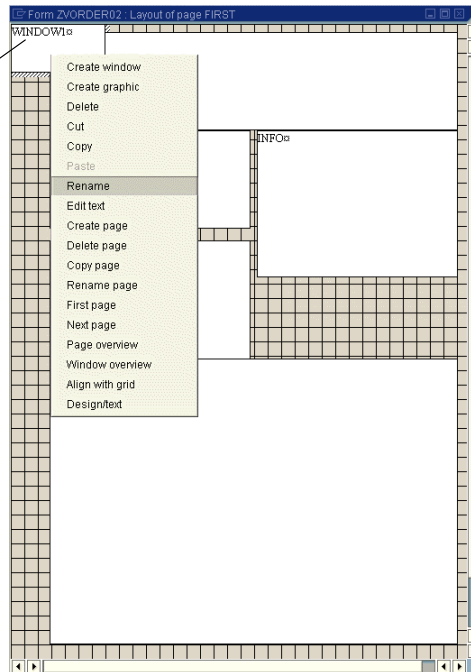 Form ZVORDER02 : Layout of page FIRST
WINDOW1¤
Create window
Create graphic
Delete
Cut
Copy
Paste
Rename
Edit text
Create page
Delete page
Copy page
Rename page
First page
Next page
Page overview
Window overview
Align with grid
Design/text
INFO¤